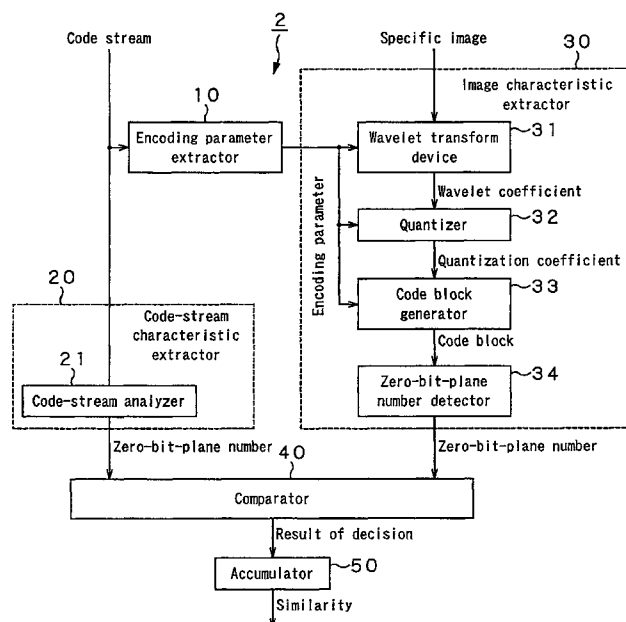 Code stream
2
Specific image
30
Image characteristic
extractor
10
Encoding parameter
extractor
31
Wavelet transform
device
Wavelet coefficient
Encoding parameter
32
Quantizer
Quantization coefficient
33
Code block
generator
Code block
20
Code-stream
characteristic
extractor
21
Code-stream analyzer
34
Zero-bit-plane
number detector
Zero-bit-plane number
Zero-bit-plane number
40
Comparator
Result of decision
50
Accumulator
Similarity